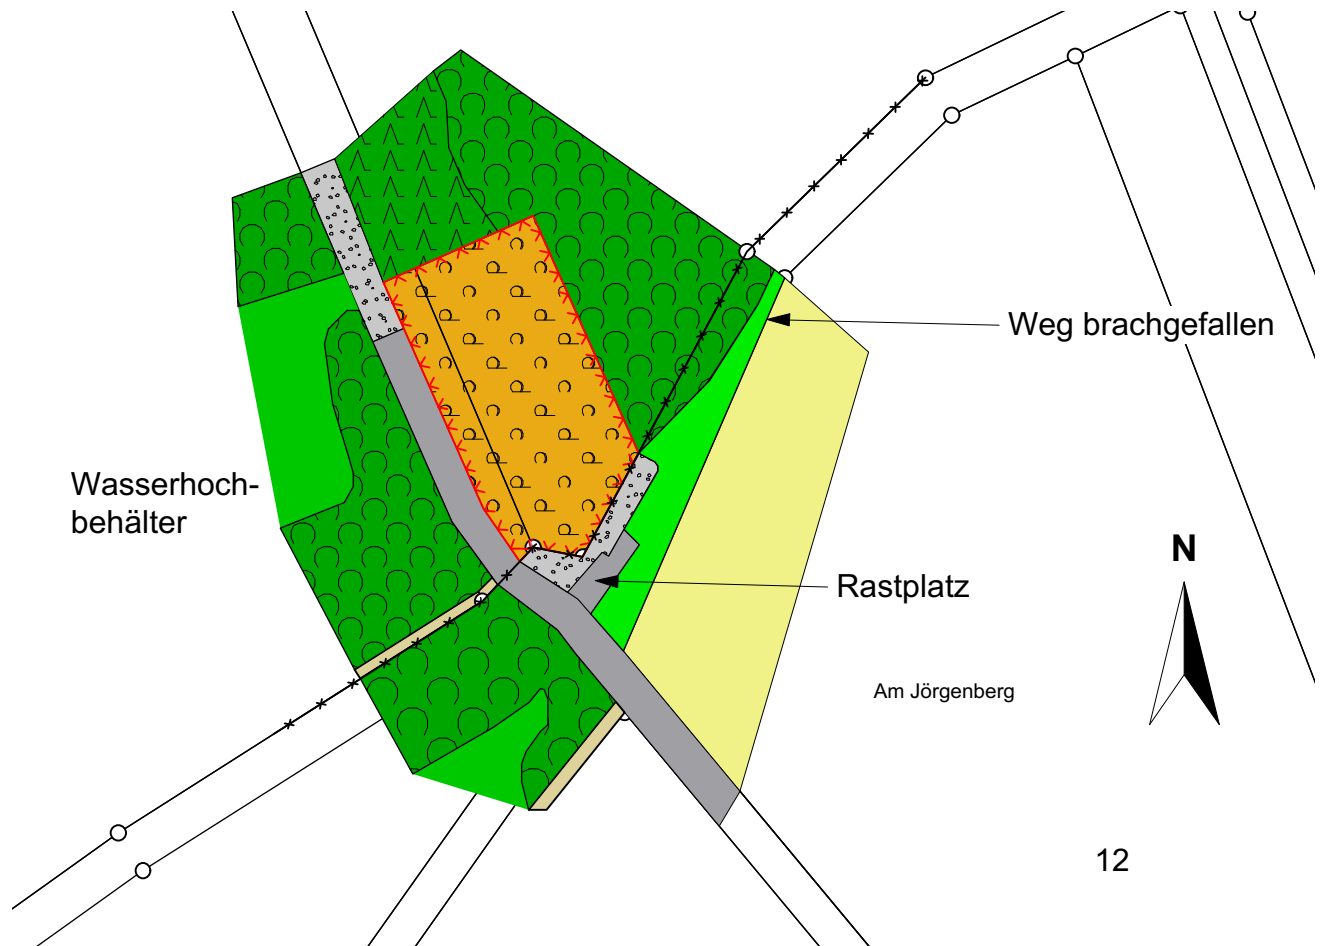 Weg brachgefallen
Wasserhoch-
behälter
N
Rastplatz
Am Jörgenberg
12